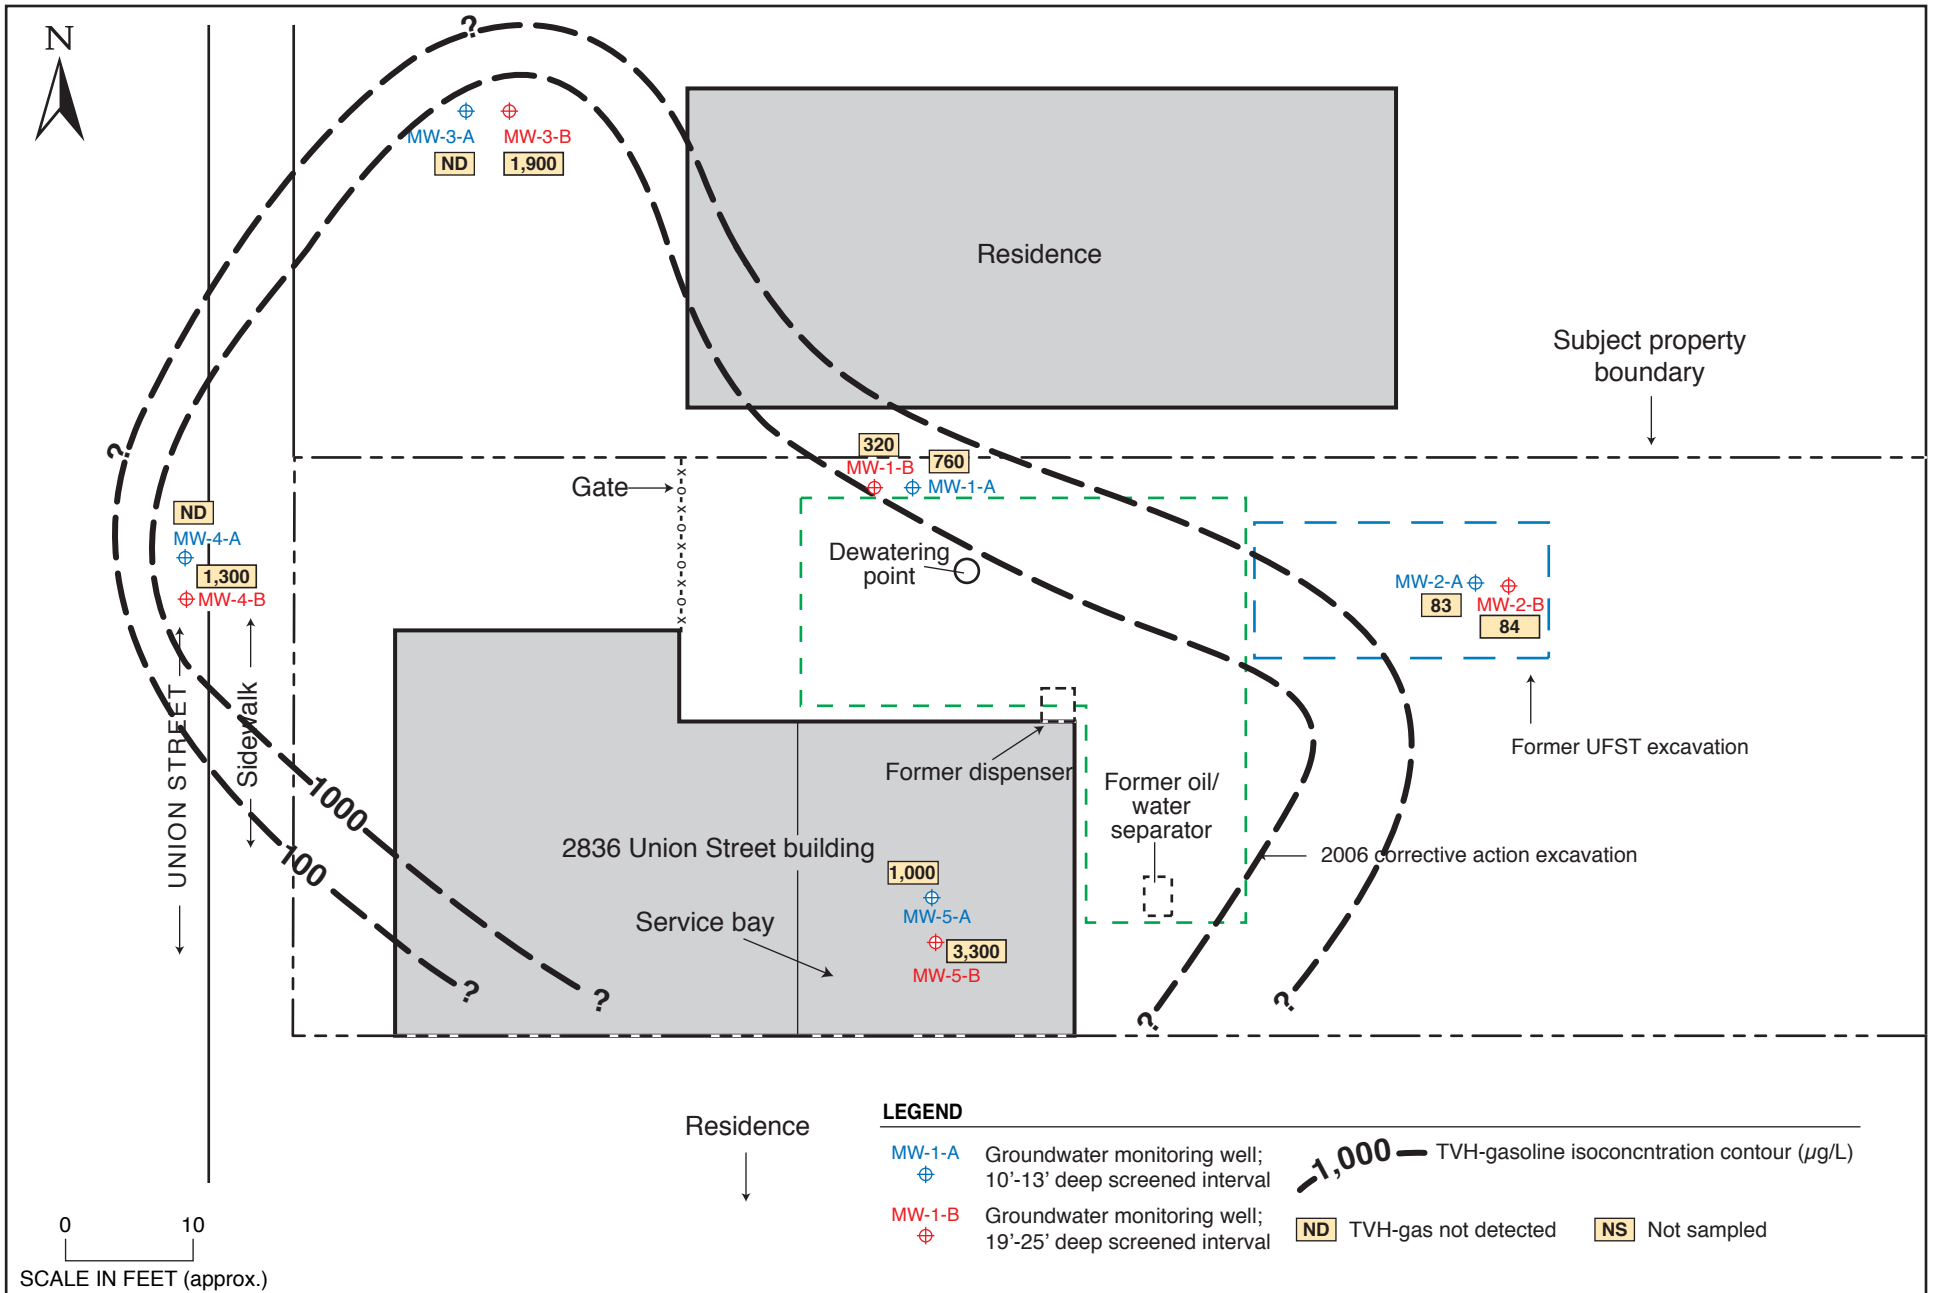 N
?
MW-3-A
MW-3-B
ND
1,900
Residence
Subject property
boundary
?
320
MW-1-B
760
MW-1-A
Gate
x o x o x o x o x o x
ND
MW-4-A
1,300
MW-4-B
Dewatering
point
MW-2-A
83
MW-2-B
84
UNION STREET
Sidewalk
Former UFST excavation
Former dispenser
Former oil/
water
separator
1000
100
2836 Union Street building
2006 corrective action excavation
1,000
MW-5-A
Service bay
3,300
MW-5-B
?
?
?
?
Residence
LEGEND
MW-1-A
Groundwater monitoring well;
10'-13' deep screened interval
MW-1-B
Groundwater monitoring well;
19'-25' deep screened interval
1,000
TVH-gasoline isoconcntration contour (µg/L)
ND TVH-gas not detected
NS Not sampled
0 10
SCALE IN FEET (approx.)